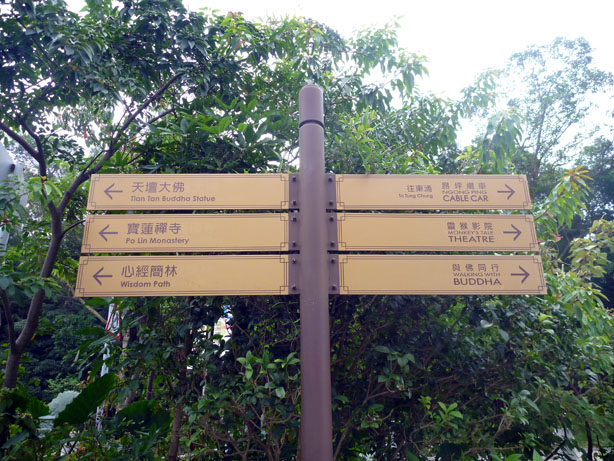 天壇大佛
Tian Tan Buddha Statue
寶蓮禪寺
Po Lin Monastery
心經簡林
Wisdom Path
往東涌
To Tung Chung
昂坪纜車
NGONG PING
CABLE CAR
靈猴影院
MONKEY'S TALE
THEATRE
與佛同行
WALKING WITH
BUDDHA